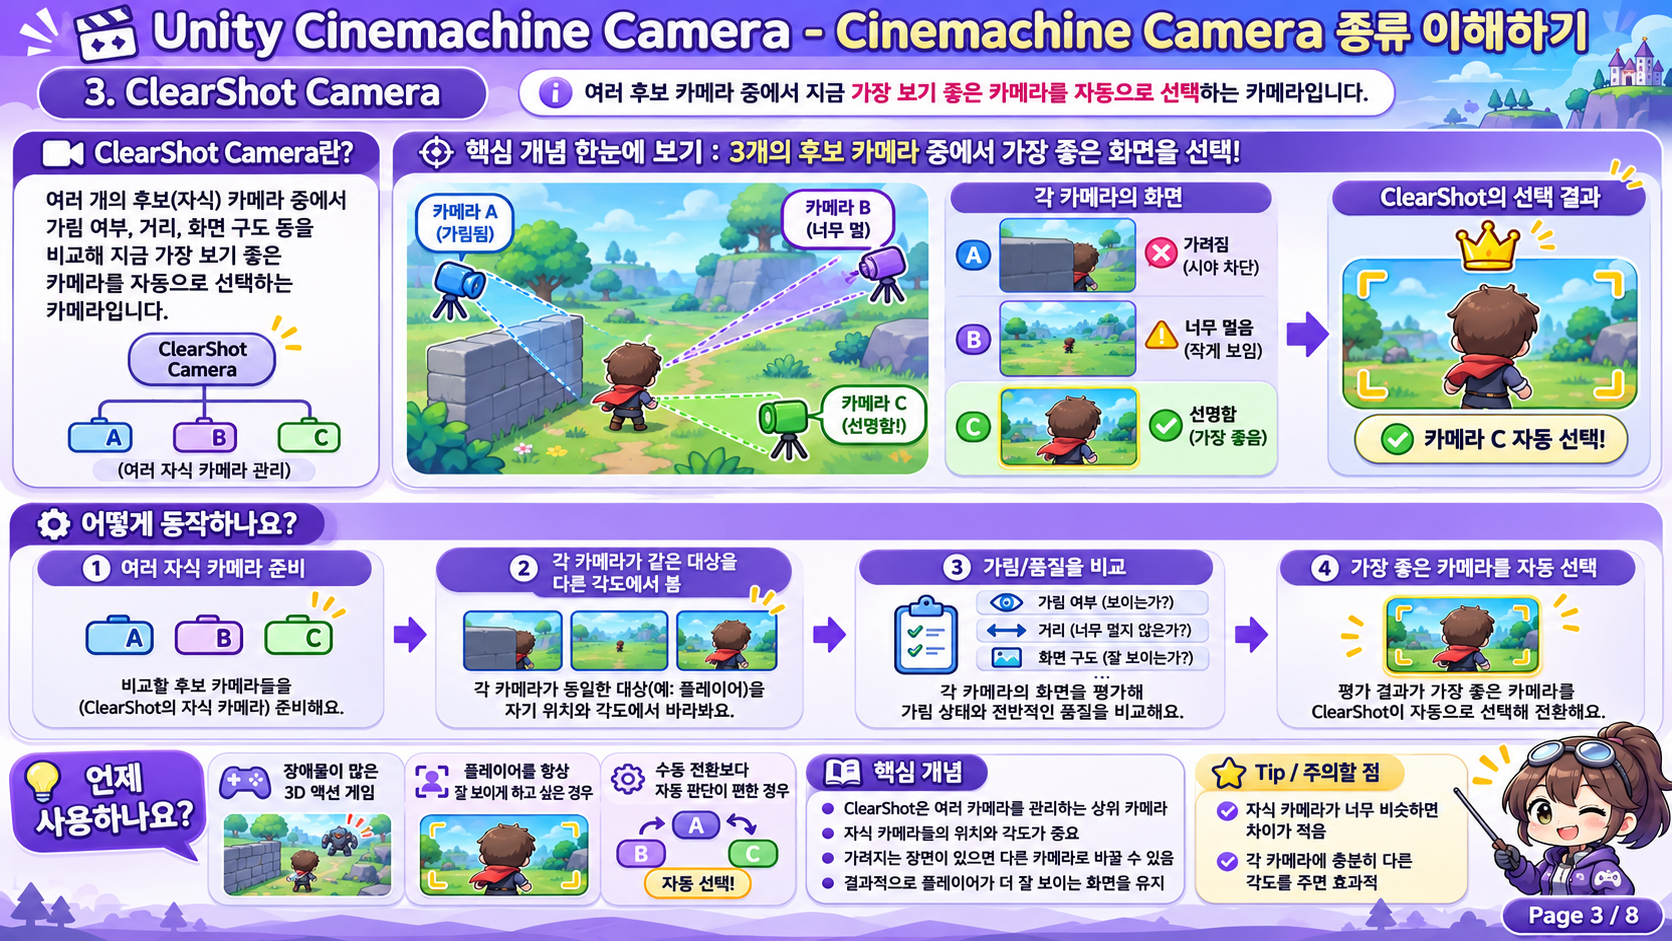 Unity Cinemachine Camera - Cinemachine Camera 종류 이해하기
3. ClearShot Camera
i 여러 후보 카메라 중에서 지금 가장 보기 좋은 카메라를 자동으로 선택하는 카메라입니다.
ClearShot Camera란?
여러 개의 후보(자식) 카메라 중에서
가림 여부, 거리, 화면 구도 동을
비교해 지금 가장 보기 좋은
카메라를 자동으로 선택하는
카메라입니다.
ClearShot
Camera
A B C
(여러 자식 카메라 관리)
핵심 개념 한눈에 보기 : 3개의 후보 카메라 중에서 가장 좋은 화면을 선택!
카메라 A
(가림됨)
카메라 B
(너무 멂)
카메라 C
(선명함!)
각 카메라의 화면
A
가려짐
(시야 차단)
B
너무 멀음
(작게 보임)
C
선명함
(가장 좋음)
ClearShot의 선택 결과
카메라 C 자동 선택!
어떻게 동작하나요?
1 여러 자식 카메라 준비
A B C
비교할 후보 카메라들을
(ClearShot의 자식 카메라) 준비해요.
2 각 카메라가 같은 대상을
다른 각도에서 봄
각 카메라가 동일한 대상(예: 플레이어)을
자기 위치와 각도에서 바라봐요.
3 가림/품질을 비교
가림 여부 (보이는가?)
거리 (너무 멀지 않은가?)
화면 구도 (잘 보이는가?)
...
각 카메라의 화면을 평가해
가림 상태와 전반적인 품질을 비교해요.
4 가장 좋은 카메라를 자동 선택
평가 결과가 가장 좋은 카메라를
ClearShot이 자동으로 선택해 전환해요.
언제
사용하나요?
장애물이 많은
3D 액션 게임
플레이어를 항상
잘 보이게 하고 싶은 경우
수동 전환보다
자동 판단이 편한 경우
A
B C
자동 선택!
핵심 개념
ClearShot은 여러 카메라를 관리하는 상위 카메라
자식 카메라들의 위치와 각도가 중요
가려지는 장면이 있으면 다른 카메라로 바꿀 수 있음
결과적으로 플레이어가 더 잘 보이는 화면을 유지
Tip / 주의할 점
자식 카메라가 너무 비슷하면
차이가 적음
각 카메라에 충분히 다른
각도를 주면 효과적
Page 3 / 8